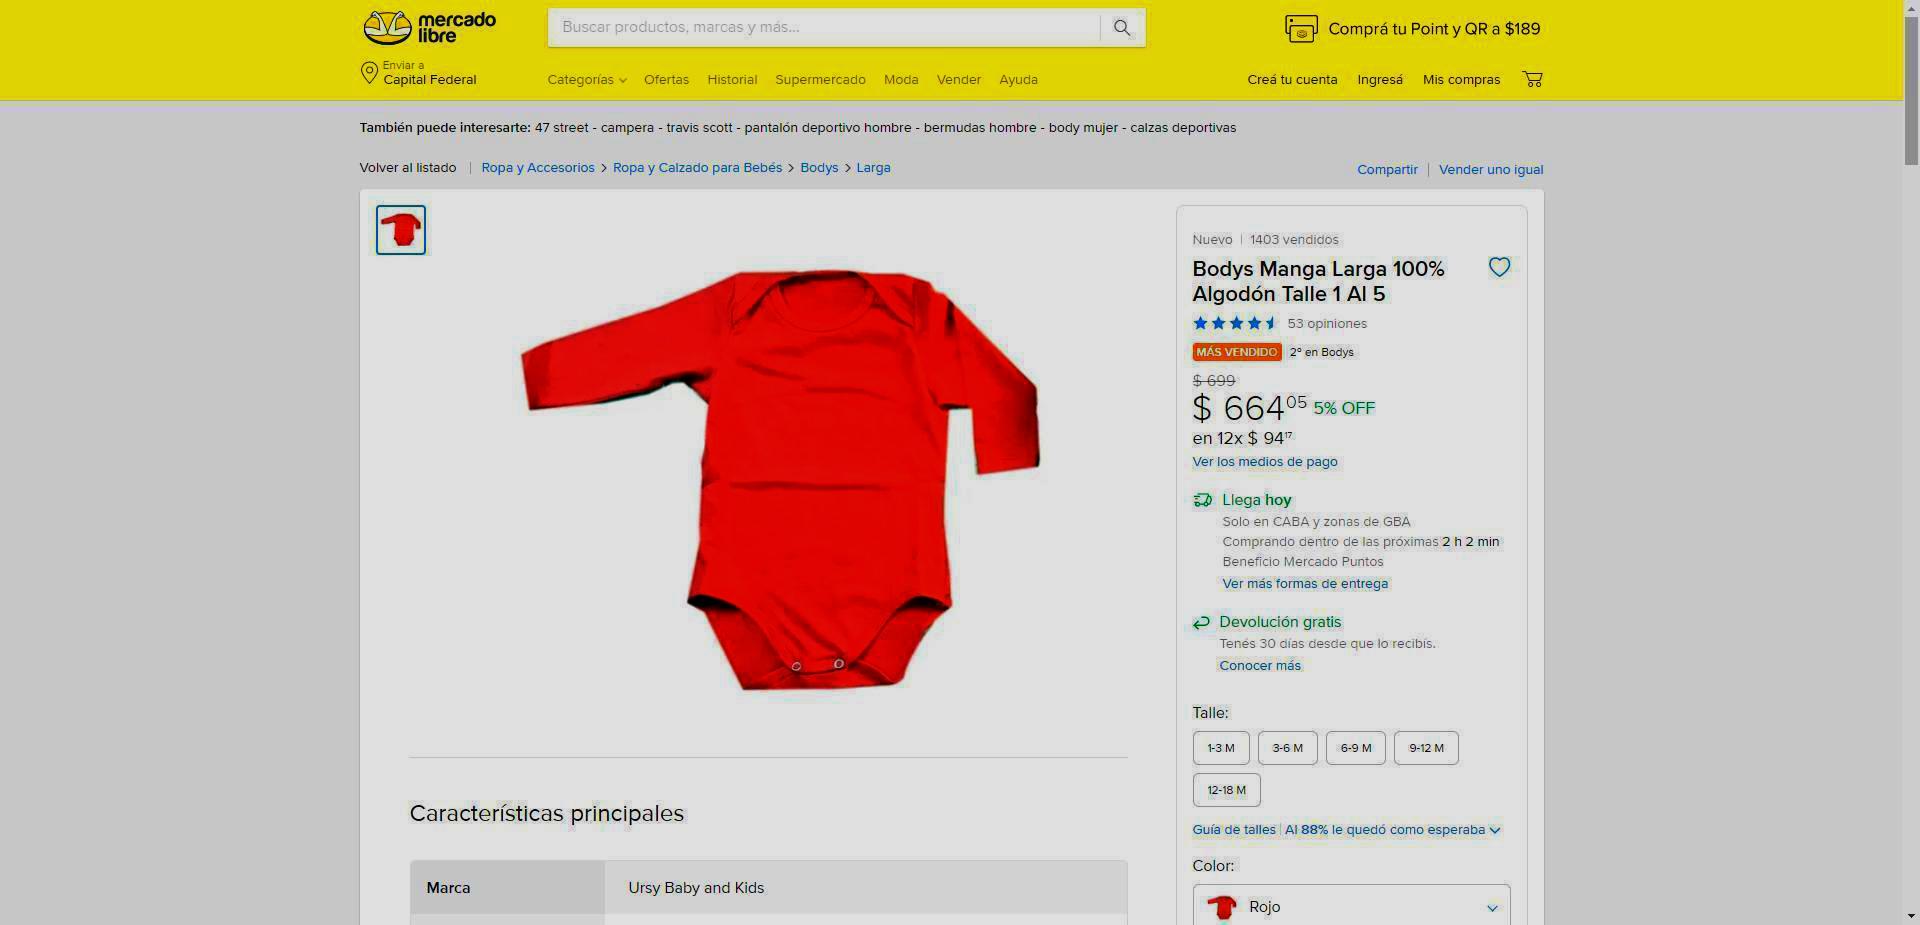 mercado
libre
Buscar productos, marcas y más...
Comprá tu Point y QR a $189
Enviar a
Capital Federal
Categorías
Ofertas
Historial
Supermercado
Moda
Vender
Ayuda
Creá tu cuenta
Ingresá
Mis compras
También puede interesarte: 47 street - campera - travis scott - pantalón deportivo hombre - bermudas hombre - body mujer - calzas deportivas
Volver al listado | Ropa y Accesorios > Ropa y Calzado para Bebés > Bodys > Larga
Compartir | Vender uno igual
Nuevo | 1403 vendidos
Bodys Manga Larga 100%
Algodón Talle 1 Al 5
53 opiniones
MÁS VENDIDO 2º en Bodys
$ 699
$ 664 05 5% OFF
en 12x $ 94 17
Ver los medios de pago
Llega hoy
Solo en CABA y zonas de GBA
Comprando dentro de las próximas 2 h 2 min
Beneficio Mercado Puntos
Ver más formas de entrega
Devolución gratis
Tenés 30 días desde que lo recibís.
Conocer más
Talle:
1-3 M
3-6 M
6-9 M
9-12 M
12-18 M
Guía de talles | Al 88% le quedó como esperaba
Color:
Rojo
Características principales
Marca
Ursy Baby and Kids